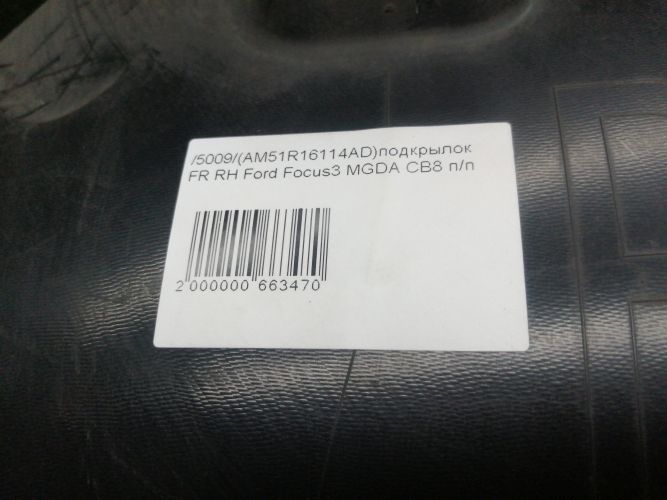 /5009/(AM51R16114AD)подкрылок
FR RH Ford Focus3 MGDA CB8 п/п
2 000000 663470